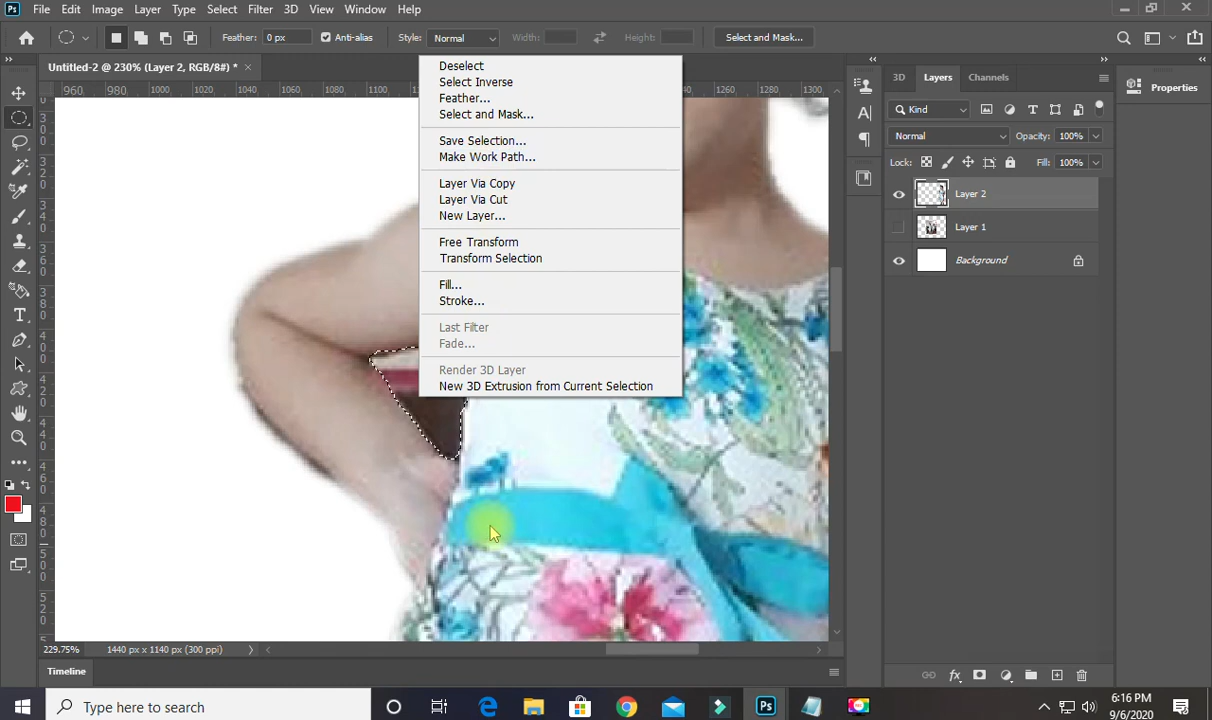 Ps File Edit Image Layer Type Select Filter 3D View Window Help
Feather: 0 px Anti-alias Style: Normal Width: Height: Select and Mask...
Untitled-2 @ 230% (Layer 2, RGB/8#) *
960 980 1000 1020 1040 1060 1080 1100 1260 1280 1300
Deselect
Select Inverse
Feather...
Select and Mask...
Save Selection...
Make Work Path...
Layer Via Copy
Layer Via Cut
New Layer...
Free Transform
Transform Selection
Fill...
Stroke...
Last Filter
Fade...
Render 3D Layer
New 3D Extrusion from Current Selection
3D Layers Channels
Kind
Normal Opacity: 100%
Lock: Fill: 100%
Layer 2
Layer 1
Background
Properties
229.75% 1440 px x 1140 px (300 ppi)
Timeline
Type here to search
Ps
6:16 PM
9/6/2020